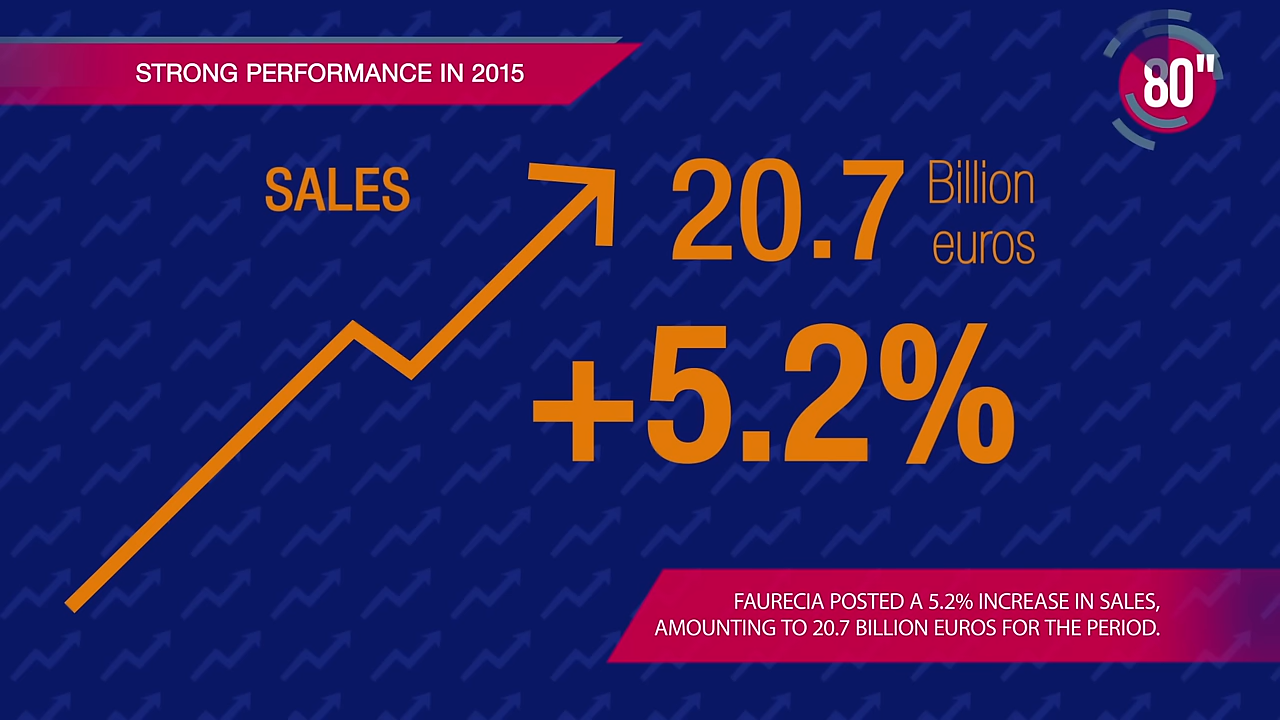 STRONG PERFORMANCE IN 2015
80"
SALES
20.7
Billion
euros
+5.2%
FAURECIA POSTED A 5.2% INCREASE IN SALES,
AMOUNTING TO 20.7 BILLION EUROS FOR THE PERIOD.